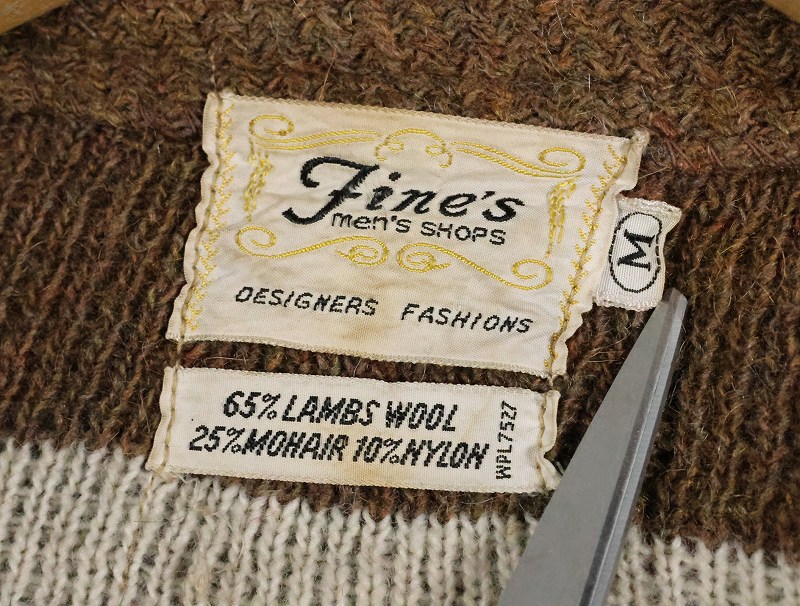 Fine's
men's SHOPS
DESIGNERS FASHIONS
M
65% LAMBS WOOL
25% MOHAIR 10% NYLON
WPL7527